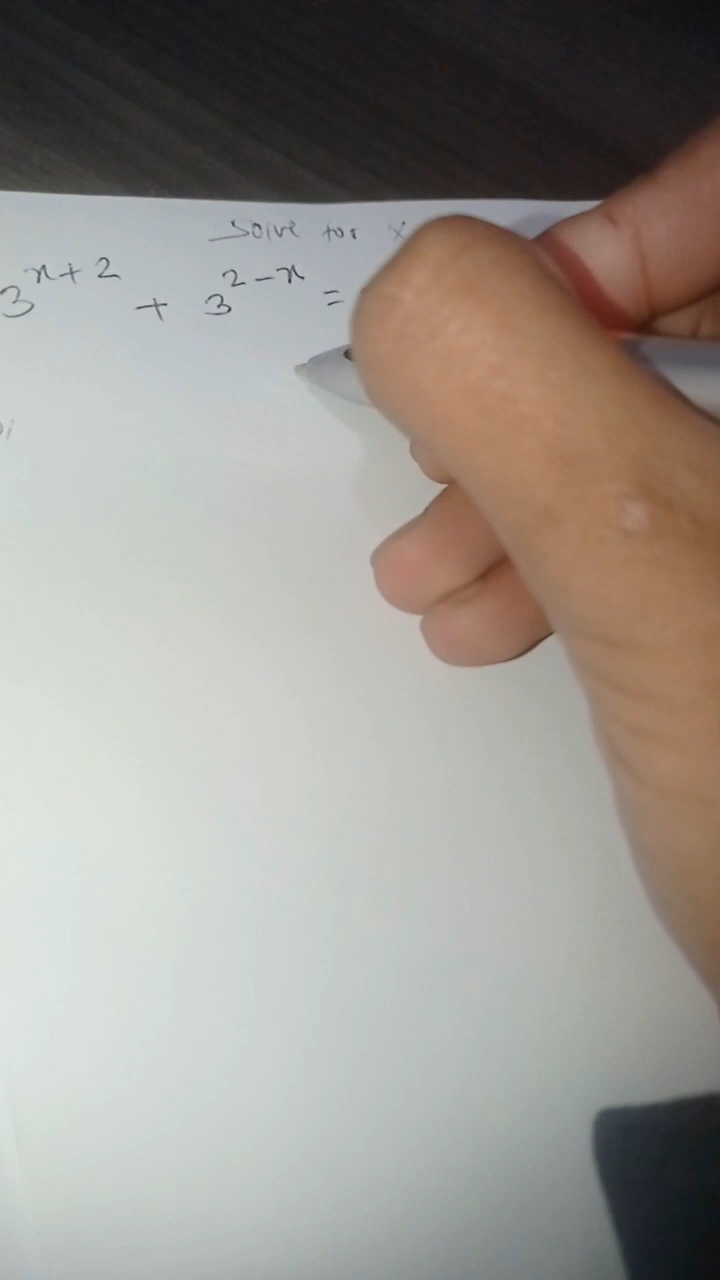 Solve for x
3^{x+2} + 3^{2-x} =